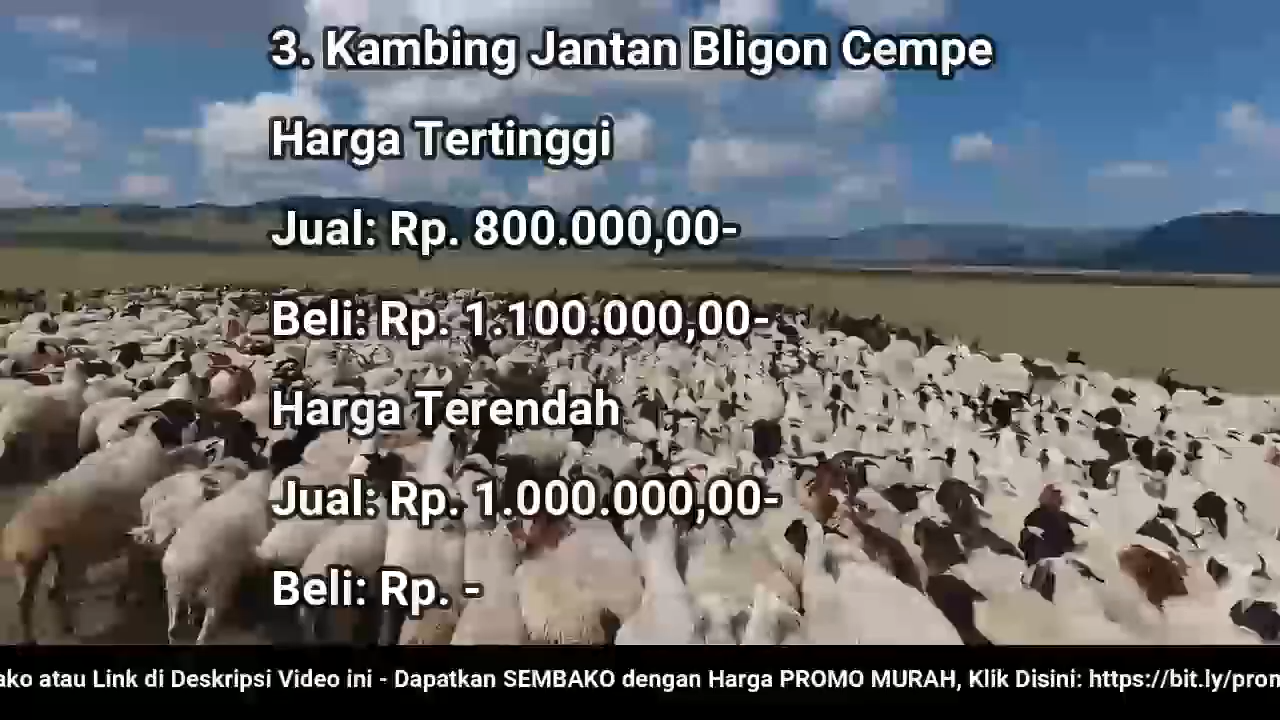 3. Kambing Jantan Bligon Cempe
Harga Tertinggi
Jual: Rp. 800.000,00-
Beli: Rp. 1.100.000,00-
Harga Terendah
Jual: Rp. 1.000.000,00-
Beli: Rp. -
ako atau Link di Deskripsi Video ini - Dapatkan SEMBAKO dengan Harga PROMO MURAH, Klik Disini: https://bit.ly/pron